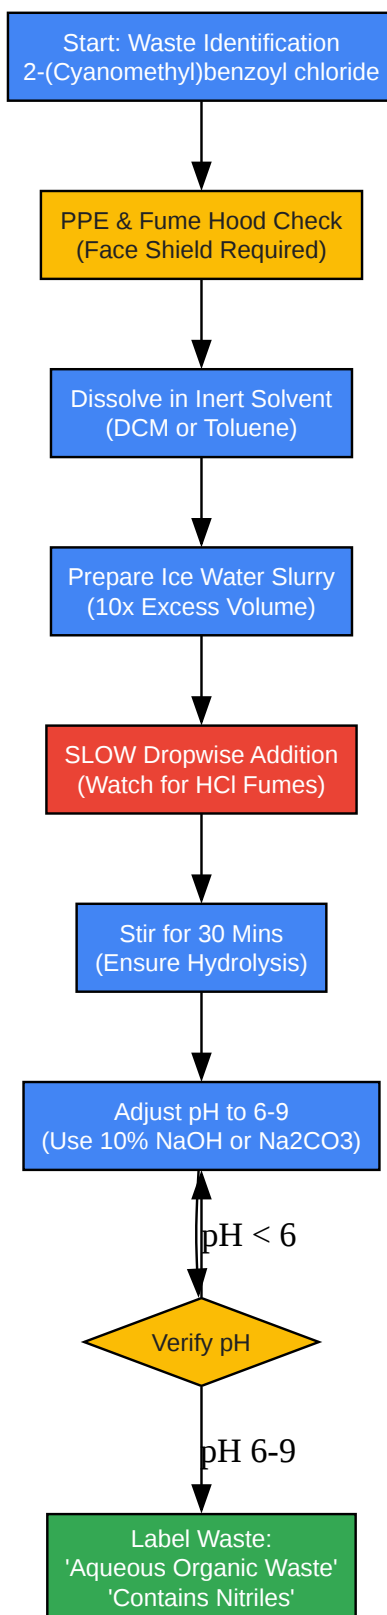 Start: Waste Identification
2-(Cyanomethyl)benzoyl chloride
PPE & Fume Hood Check
(Face Shield Required)
Dissolve in Inert Solvent
(DCM or Toluene)
Prepare Ice Water Slurry
(10x Excess Volume)
SLOW Dropwise Addition
(Watch for HCl Fumes)
Stir for 30 Mins
(Ensure Hydrolysis)
Adjust pH to 6-9
(Use 10% NaOH or Na2CO3)
pH < 6
Verify pH
pH 6-9
Label Waste:
'Aqueous Organic Waste'
'Contains Nitriles'